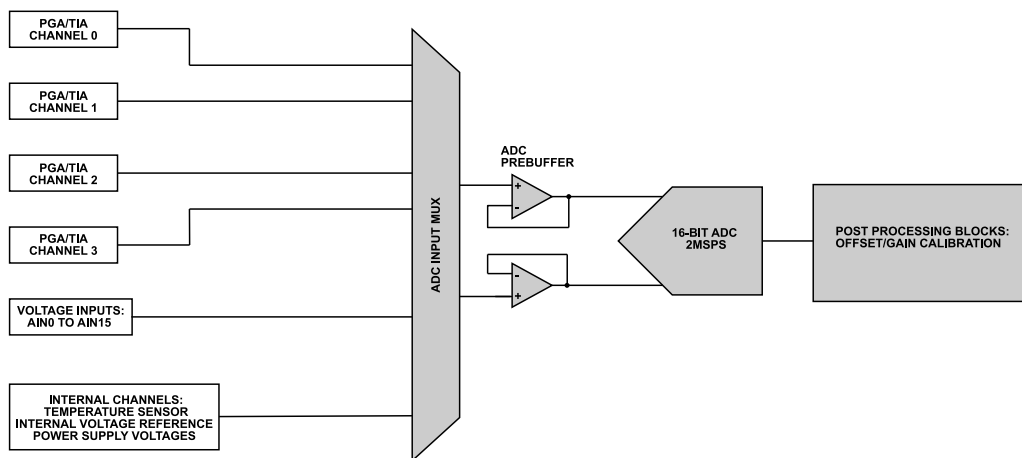 PGA/TIA
CHANNEL 0
PGA/TIA
CHANNEL 1
PGA/TIA
CHANNEL 2
PGA/TIA
CHANNEL 3
VOLTAGE INPUTS:
AIN0 TO AIN15
INTERNAL CHANNELS:
TEMPERATURE SENSOR
INTERNAL VOLTAGE REFERENCE
POWER SUPPLY VOLTAGES
ADC INPUT MUX
ADC
PREBUFFER
+
-
-
+
16-BIT ADC
2MSPS
POST PROCESSING BLOCKS:
OFFSET/GAIN CALIBRATION